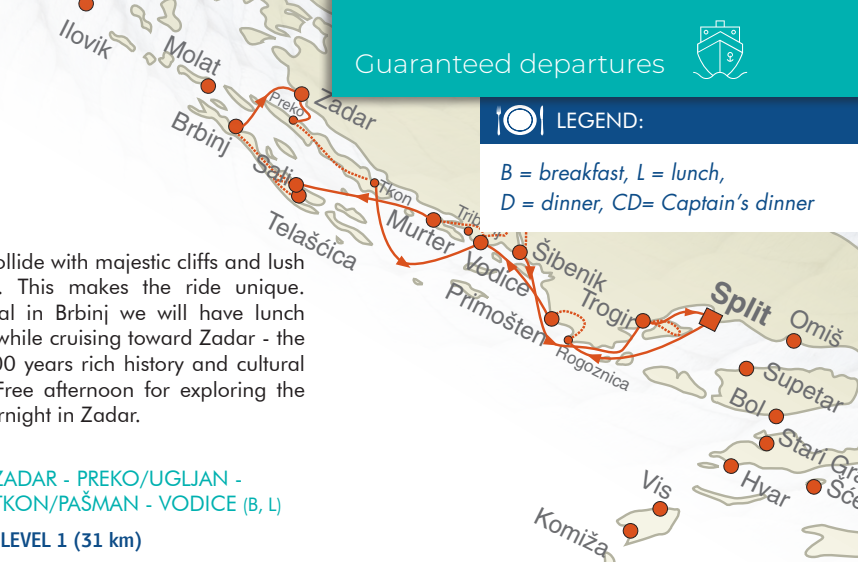 Guaranteed departures
LEGEND:
B = breakfast, L = lunch,
D = dinner, CD= Captain's dinner
Ilovik
Molat
Zadar
Preko
Brbinj
Sali
Tkon
Telašćica
Murter
Vodice
Šibenik
Primošten
Trogir
Rogoznica
Split
Omiš
Supetar
Bol
Stari Gra
Hvar
Šće
Vis
Komiža
ollide with majestic cliffs and lush
. This makes the ride unique.
al in Brbinj we will have lunch
while cruising toward Zadar - the
00 years rich history and cultural
Free afternoon for exploring the
rnight in Zadar.
ZADAR - PREKO/UGLJAN -
TKON/PAŠMAN - VODICE (B, L)
LEVEL 1 (31 km)